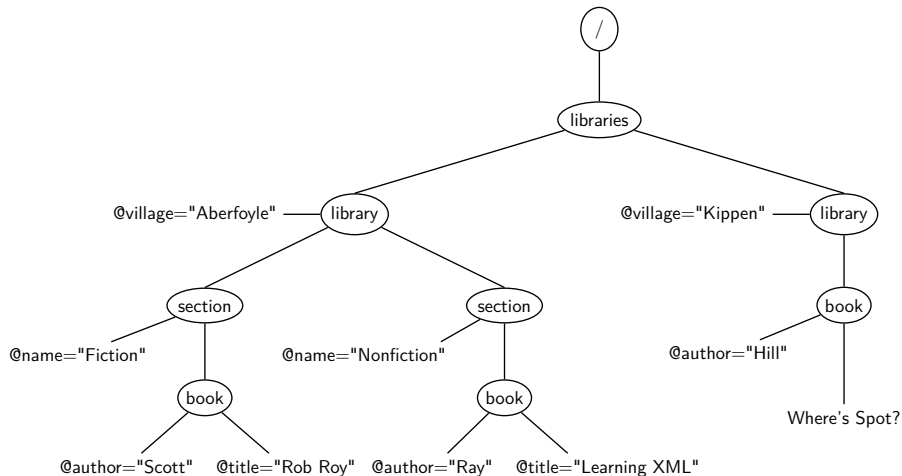 /
libraries
@village="Aberfoyle"
library
@village="Kippen"
library
section
section
book
@name="Fiction"
@name="Nonfiction"
@author="Hill"
book
book
Where's Spot?
@author="Scott"
@title="Rob Roy"
@author="Ray"
@title="Learning XML"